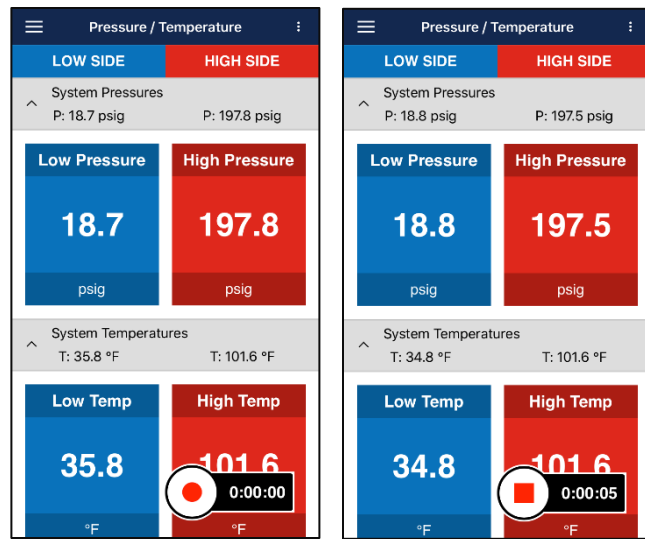 Pressure / Temperature
LOW SIDE HIGH SIDE
System Pressures
P: 18.7 psig P: 197.8 psig
Low Pressure High Pressure
18.7 197.8
psig psig
System Temperatures
T: 35.8 °F T: 101.6 °F
Low Temp High Temp
35.8 101.6
0:00:00
°F °F
Pressure / Temperature
LOW SIDE HIGH SIDE
System Pressures
P: 18.8 psig P: 197.5 psig
Low Pressure High Pressure
18.8 197.5
psig psig
System Temperatures
T: 34.8 °F T: 101.6 °F
Low Temp High Temp
34.8 101.6
0:00:05
°F °F